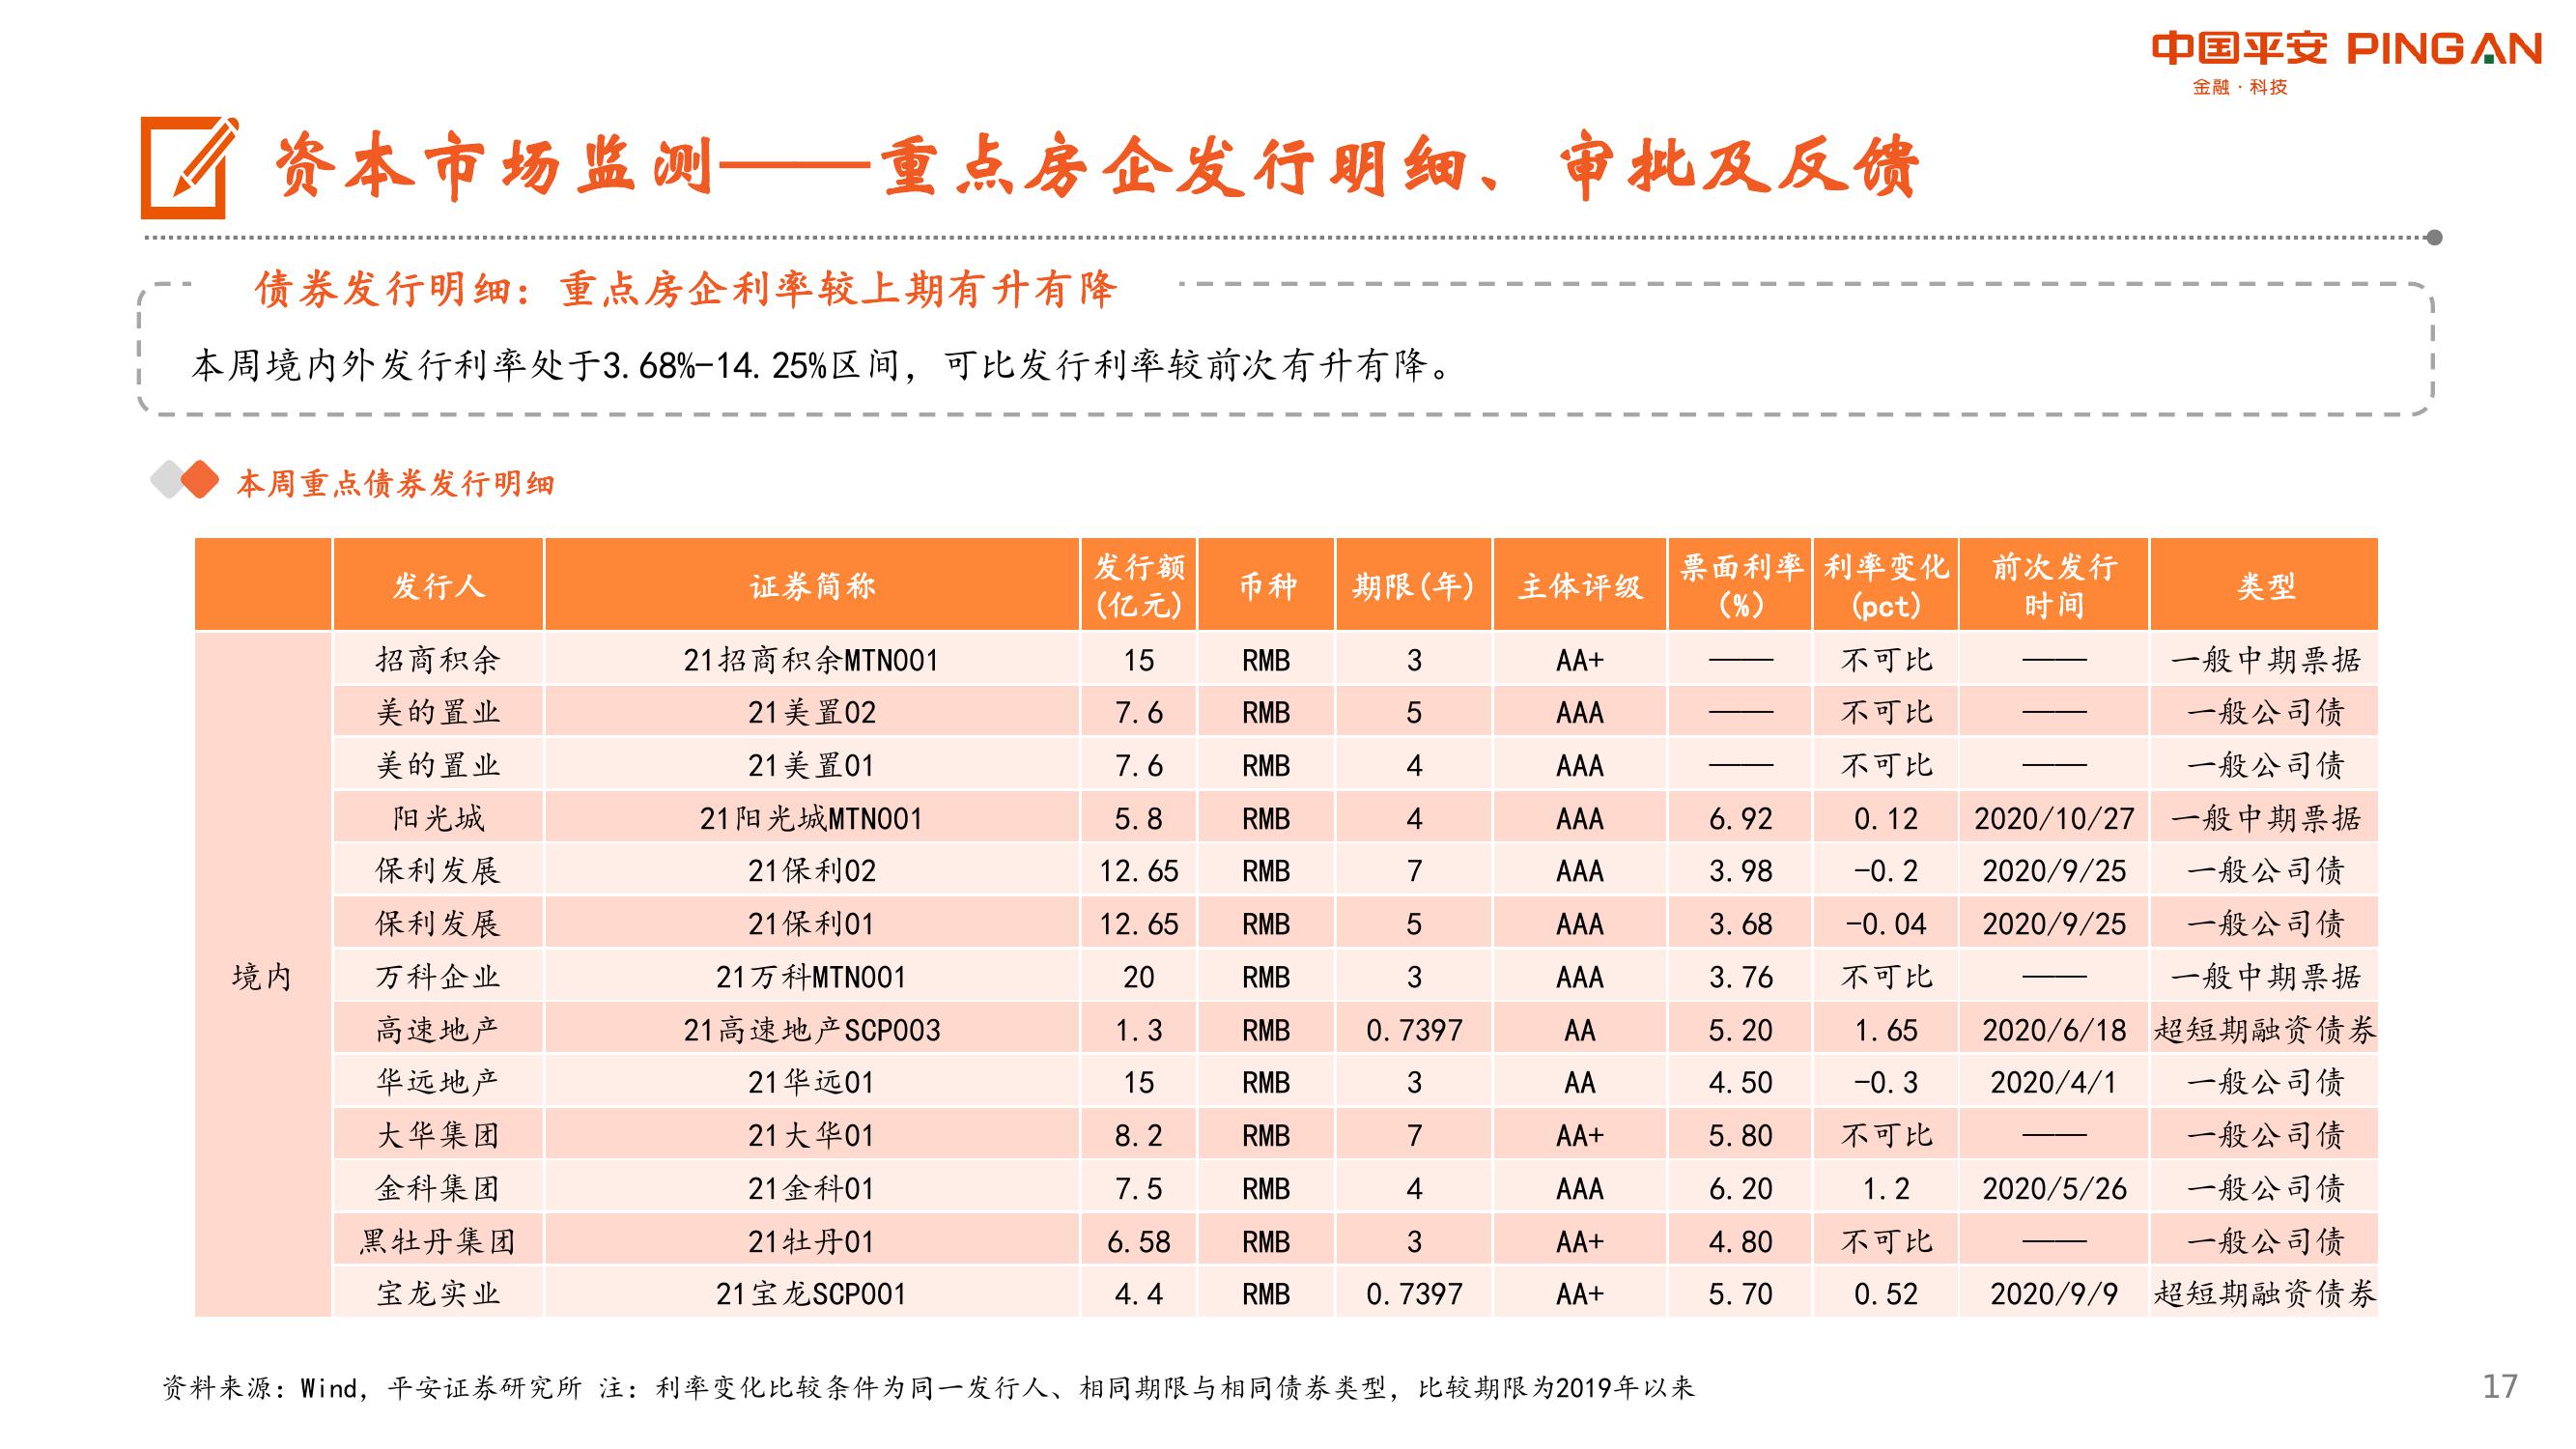 中国平安 PINGAN
金融·科技
资本市场监测——重点房企发行明细、审批及反馈
债券发行明细：重点房企利率较上期有升有降
本周境内外发行利率处于3.68%-14.25%区间，可比发行利率较前次有升有降。
本周重点债券发行明细
发行人 证券简称 发行额(亿元) 币种 期限(年) 主体评级 票面利率(%) 利率变化(pct) 前次发行时间 类型
境内
招商积余 21招商积余MTN001 15 RMB 3 AA+ —— 不可比 —— 一般中期票据
美的置业 21美置02 7.6 RMB 5 AAA —— 不可比 —— 一般公司债
美的置业 21美置01 7.6 RMB 4 AAA —— 不可比 —— 一般公司债
阳光城 21阳光城MTN001 5.8 RMB 4 AAA 6.92 0.12 2020/10/27 一般中期票据
保利发展 21保利02 12.65 RMB 7 AAA 3.98 -0.2 2020/9/25 一般公司债
保利发展 21保利01 12.65 RMB 5 AAA 3.68 -0.04 2020/9/25 一般公司债
万科企业 21万科MTN001 20 RMB 3 AAA 3.76 不可比 —— 一般中期票据
高速地产 21高速地产SCP003 1.3 RMB 0.7397 AA 5.20 1.65 2020/6/18 超短期融资债券
华远地产 21华远01 15 RMB 3 AA 4.50 -0.3 2020/4/1 一般公司债
大华集团 21大华01 8.2 RMB 7 AA+ 5.80 不可比 —— 一般公司债
金科集团 21金科01 7.5 RMB 4 AAA 6.20 1.2 2020/5/26 一般公司债
黑牡丹集团 21牡丹01 6.58 RMB 3 AA+ 4.80 不可比 —— 一般公司债
宝龙实业 21宝龙SCP001 4.4 RMB 0.7397 AA+ 5.70 0.52 2020/9/9 超短期融资债券
资料来源：Wind，平安证券研究所 注：利率变化比较条件为同一发行人、相同期限与相同债券类型，比较期限为2019年以来
17